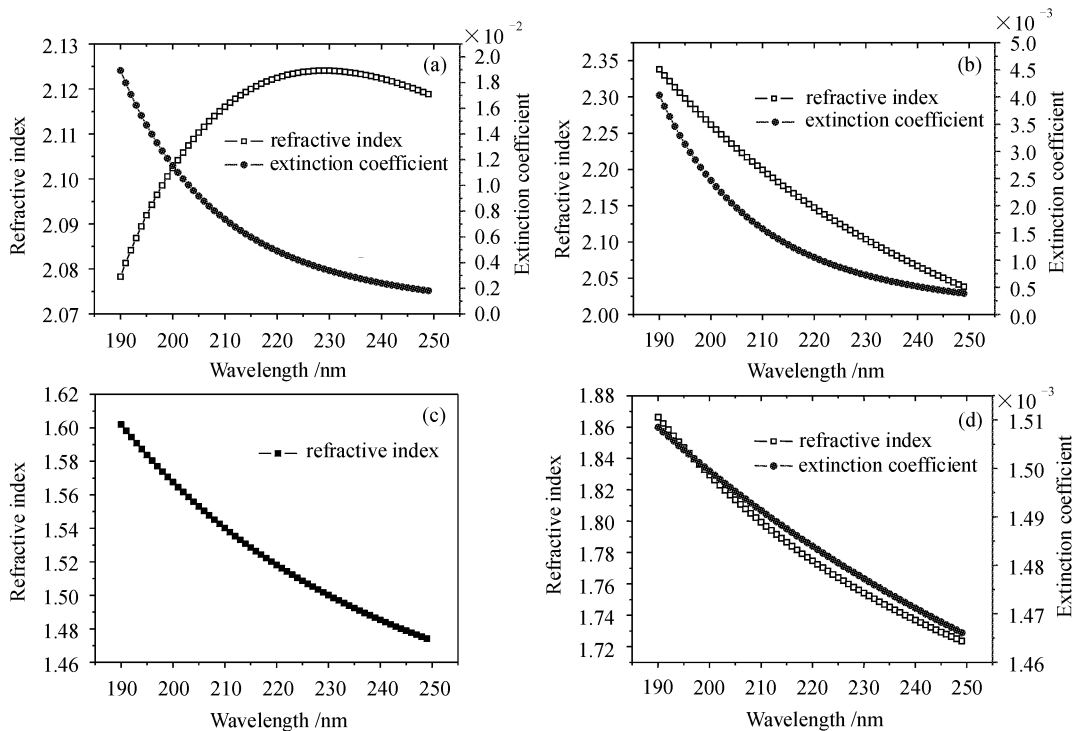 ×10⁻²
2.13
2.12
2.11
2.10
2.09
2.08
2.07
Refractive index
(a)
refractive index
extinction coefficient
2.0
1.8
1.6
1.4
1.2
1.0
0.8
0.6
0.4
0.2
0.0
Extinction coefficient
190 200 210 220 230 240 250
Wavelength /nm
×10⁻³
2.35
2.30
2.25
2.20
2.15
2.10
2.05
2.00
Refractive index
(b)
refractive index
extinction coefficient
5.0
4.5
4.0
3.5
3.0
2.5
2.0
1.5
1.0
0.5
0.0
Extinction coefficient
190 200 210 220 230 240 250
Wavelength /nm
1.62
1.60
1.58
1.56
1.54
1.52
1.50
1.48
1.46
Refractive index
(c)
refractive index
190 200 210 220 230 240 250
Wavelength /nm
×10⁻³
1.88
1.86
1.84
1.82
1.80
1.78
1.76
1.74
1.72
Refractive index
(d)
refractive index
extinction coefficient
1.51
1.50
1.49
1.48
1.47
1.46
Extinction coefficient
190 200 210 220 230 240 250
Wavelength /nm